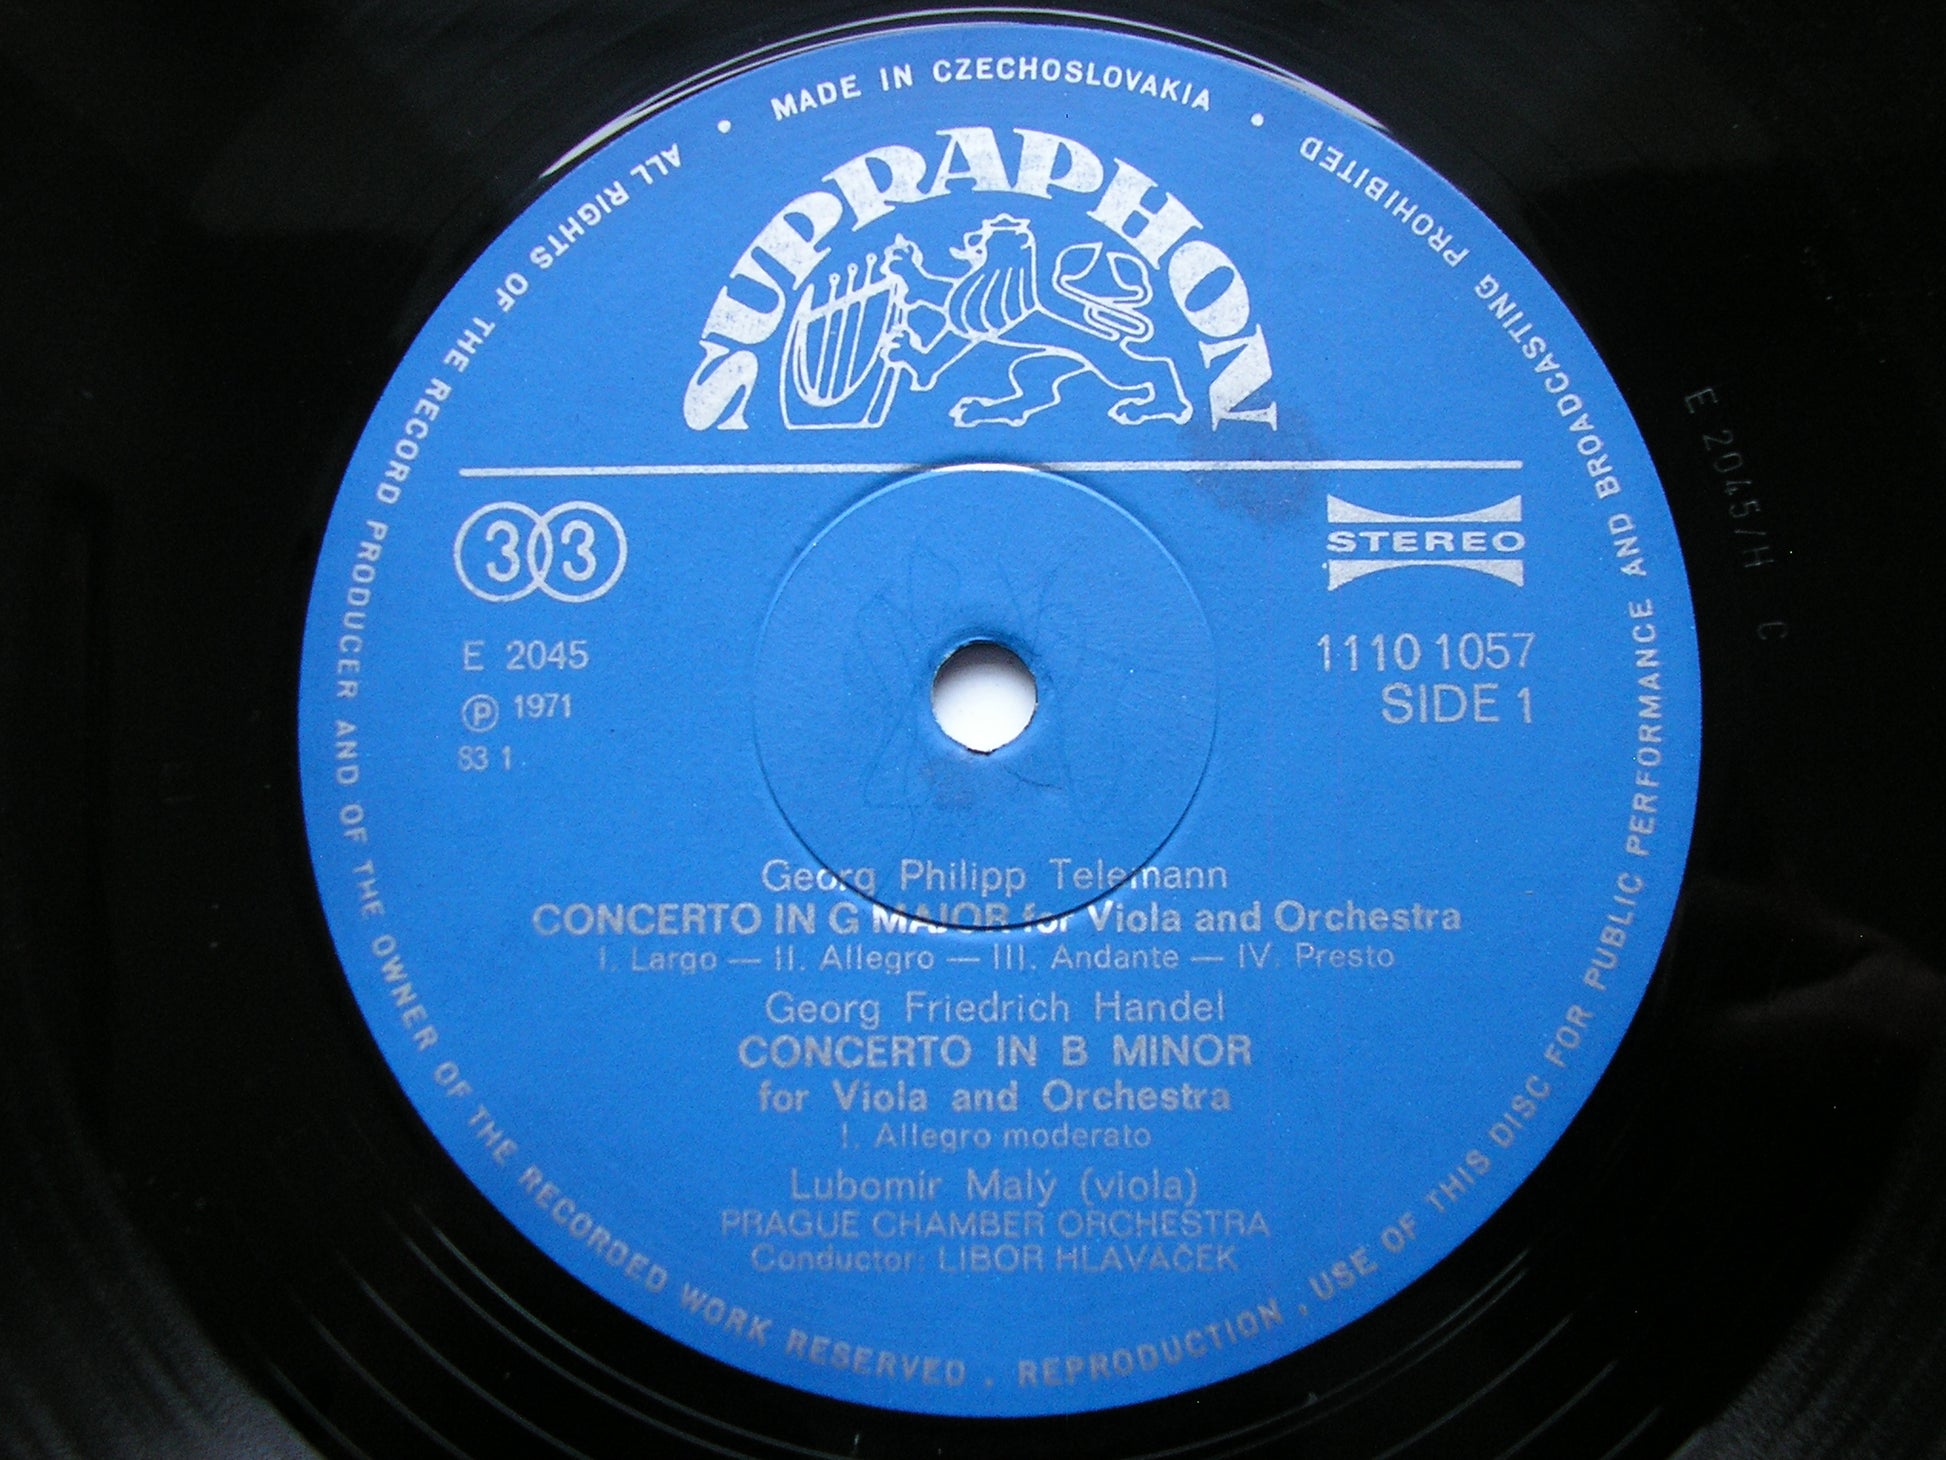 MADE IN CZECHOSLOVAKIA
ALL RIGHTS OF THE RECORD PRODUCER AND OF THE OWNER OF THE RECORDED WORK RESERVED . REPRODUCTION , USE OF THIS DISC FOR PUBLIC PERFORMANCE AND BROADCASTING PROHIBITED
SUPRAPHON
33
STEREO
E 2045
1110 1057
SIDE 1
Ⓟ 1971
83 1
Georg Philipp Telemann
CONCERTO IN G MAJOR for Viola and Orchestra
I. Largo — II. Allegro — III. Andante — IV. Presto
Georg Friedrich Handel
CONCERTO IN B MINOR
for Viola and Orchestra
I. Allegro moderato
Lubomír Malý (viola)
PRAGUE CHAMBER ORCHESTRA
Conductor: LIBOR HLAVÁČEK
E 2045/H C